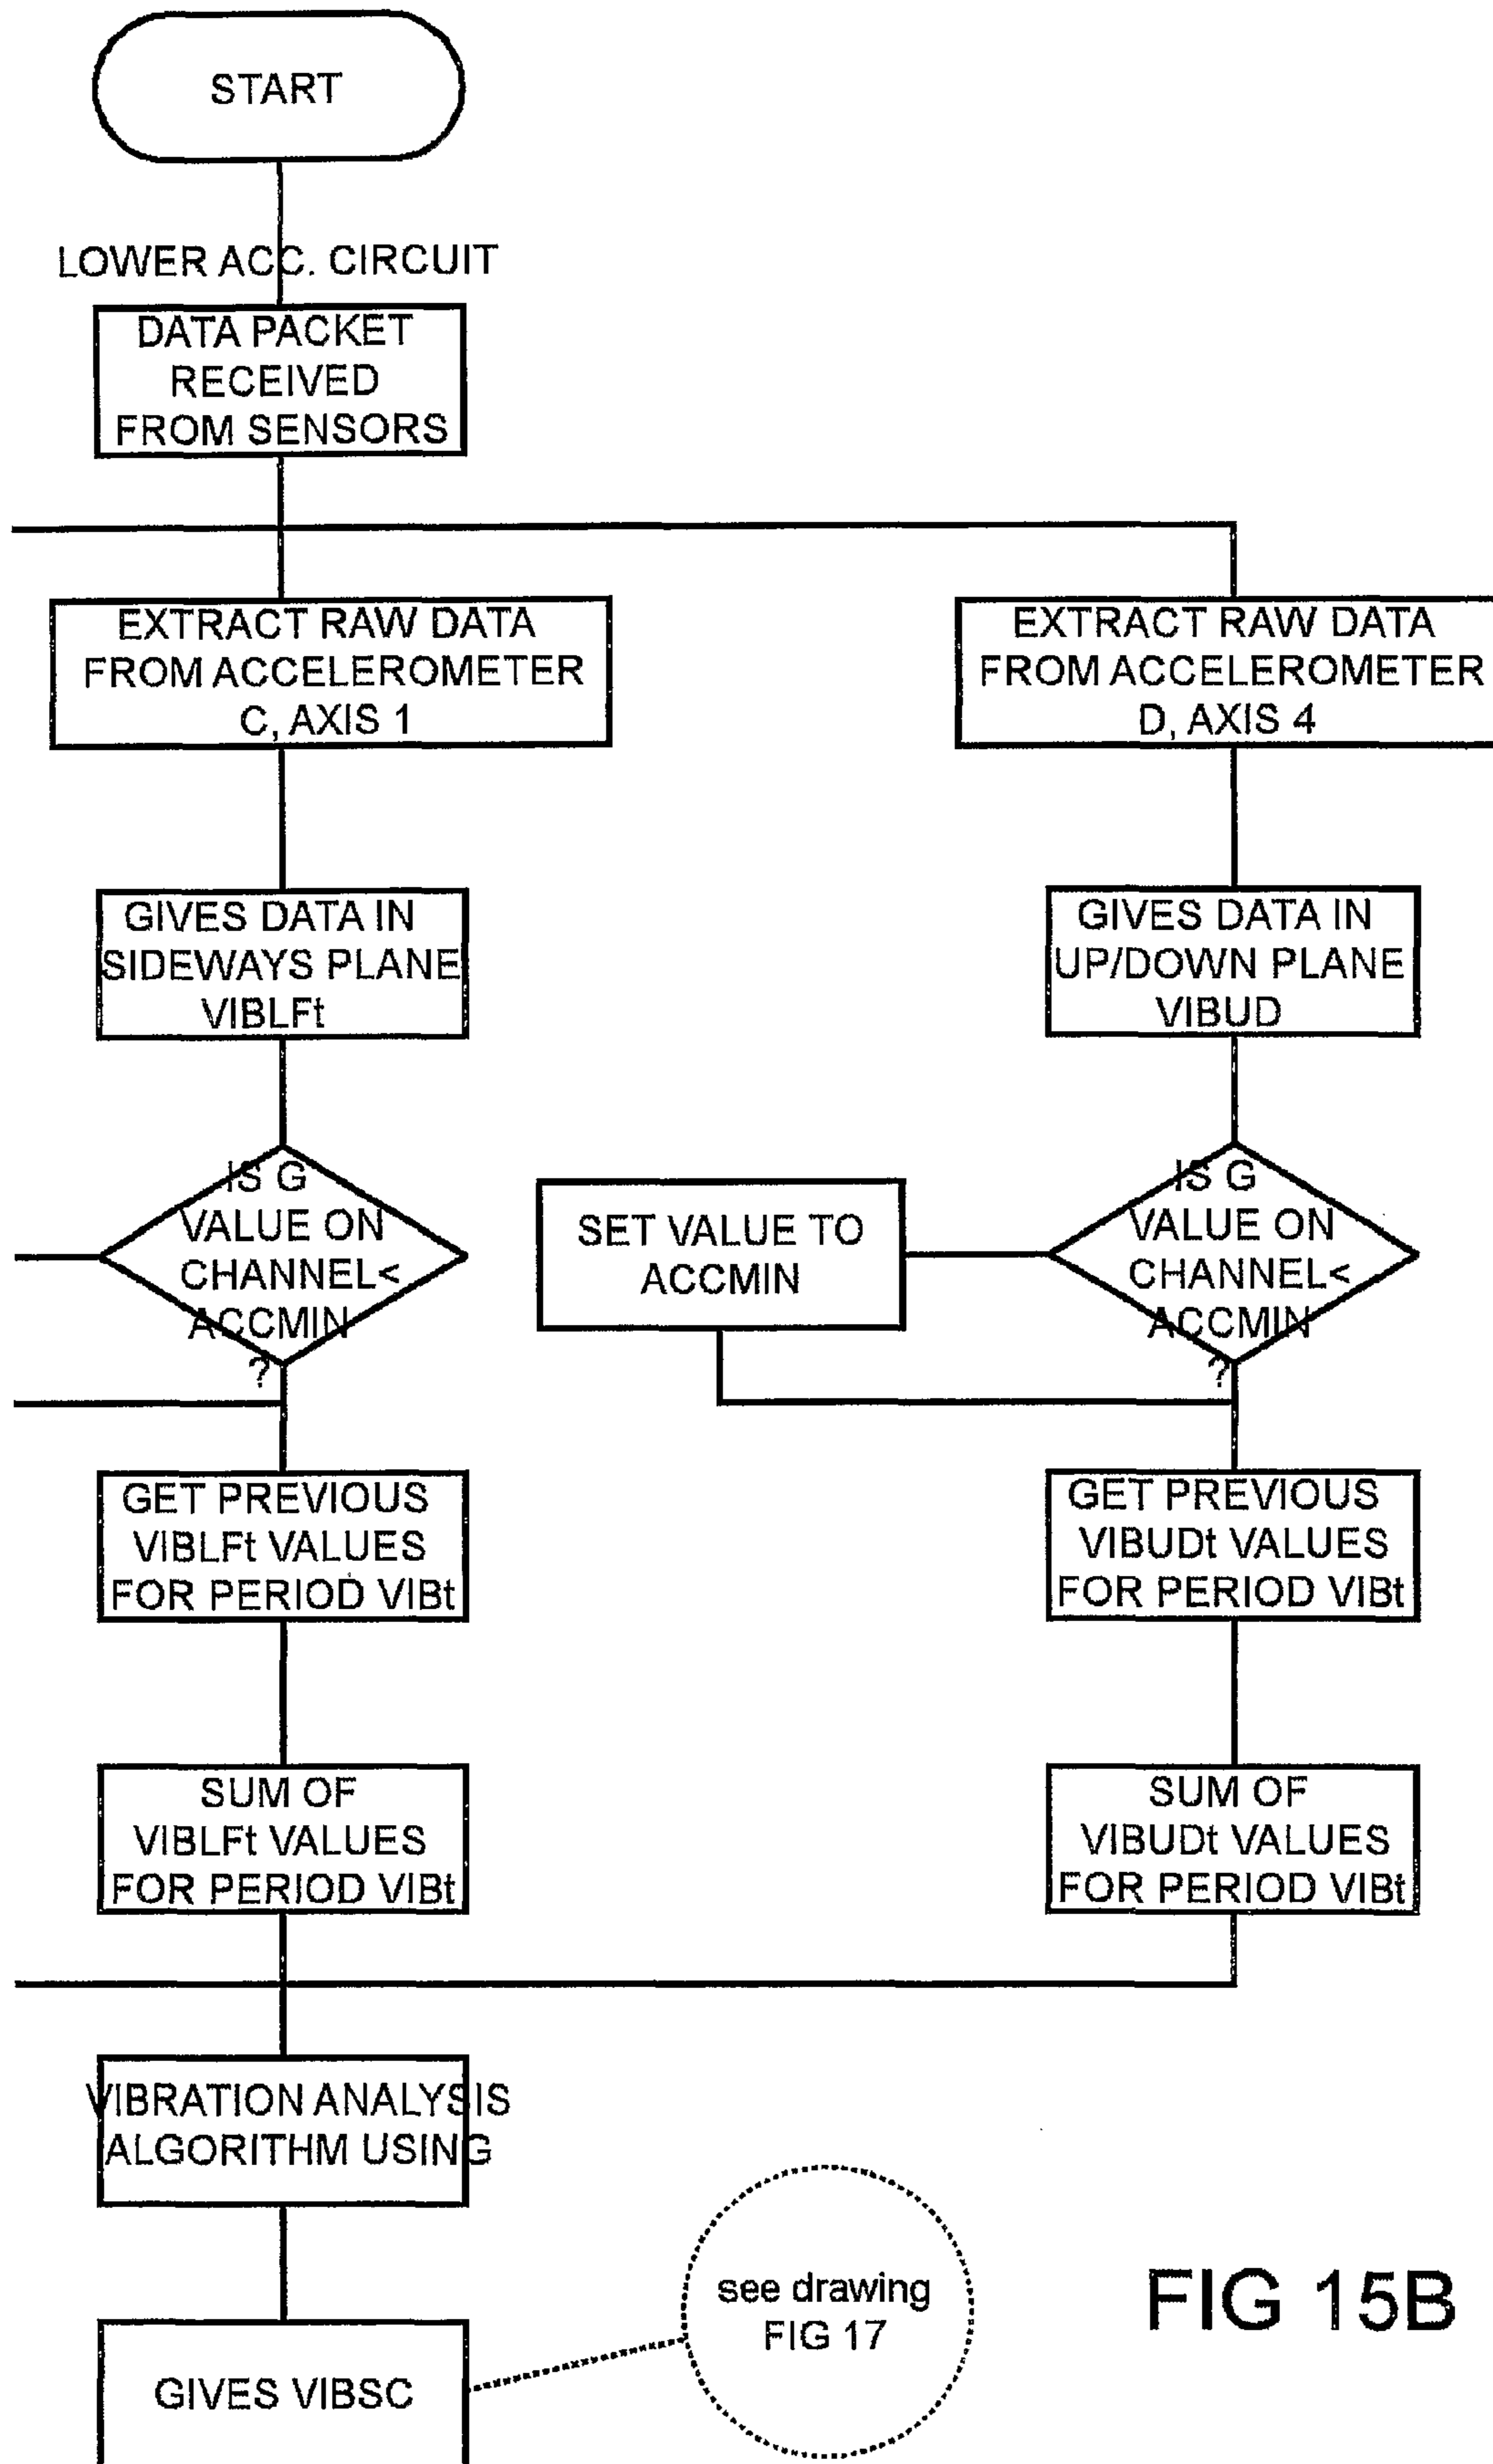 START
LOWER ACC. CIRCUIT
DATA PACKET
RECEIVED
FROM SENSORS
EXTRACT RAW DATA
FROM ACCELEROMETER
C, AXIS 1
EXTRACT RAW DATA
FROM ACCELEROMETER
D, AXIS 4
GIVES DATA IN
SIDEWAYS PLANE
VIBLFt
GIVES DATA IN
UP/DOWN PLANE
VIBUD
IS G
VALUE ON
CHANNEL<
ACCMIN
?
SET VALUE TO
ACCMIN
IS G
VALUE ON
CHANNEL<
ACCMIN
?
GET PREVIOUS
VIBLFt VALUES
FOR PERIOD VIBt
GET PREVIOUS
VIBUDt VALUES
FOR PERIOD VIBt
SUM OF
VIBLFt VALUES
FOR PERIOD VIBt
SUM OF
VIBUDt VALUES
FOR PERIOD VIBt
VIBRATION ANALYSIS
ALGORITHM USING
GIVES VIBSC
see drawing
FIG 17
FIG 15B